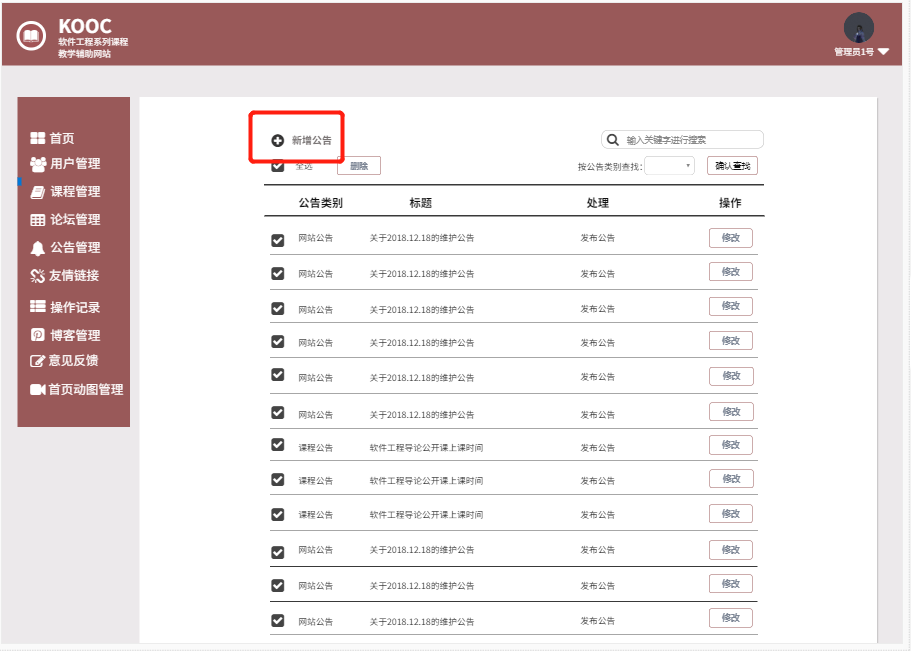 KOOC
软件工程系列课程
教学辅助网站
管理员1号
首页
用户管理
课程管理
论坛管理
公告管理
友情链接
操作记录
博客管理
意见反馈
首页动图管理
新增公告
输入关键字进行搜索
全选
删除
按公告类别查找：
确认查找
公告类别 标题 处理 操作
网站公告 关于2018.12.18的维护公告 发布公告 修改
网站公告 关于2018.12.18的维护公告 发布公告 修改
网站公告 关于2018.12.18的维护公告 发布公告 修改
网站公告 关于2018.12.18的维护公告 发布公告 修改
网站公告 关于2018.12.18的维护公告 发布公告 修改
网站公告 关于2018.12.18的维护公告 发布公告 修改
课程公告 软件工程导论公开课上课时间 发布公告 修改
课程公告 软件工程导论公开课上课时间 发布公告 修改
课程公告 软件工程导论公开课上课时间 发布公告 修改
网站公告 关于2018.12.18的维护公告 发布公告 修改
网站公告 关于2018.12.18的维护公告 发布公告 修改
网站公告 关于2018.12.18的维护公告 发布公告 修改